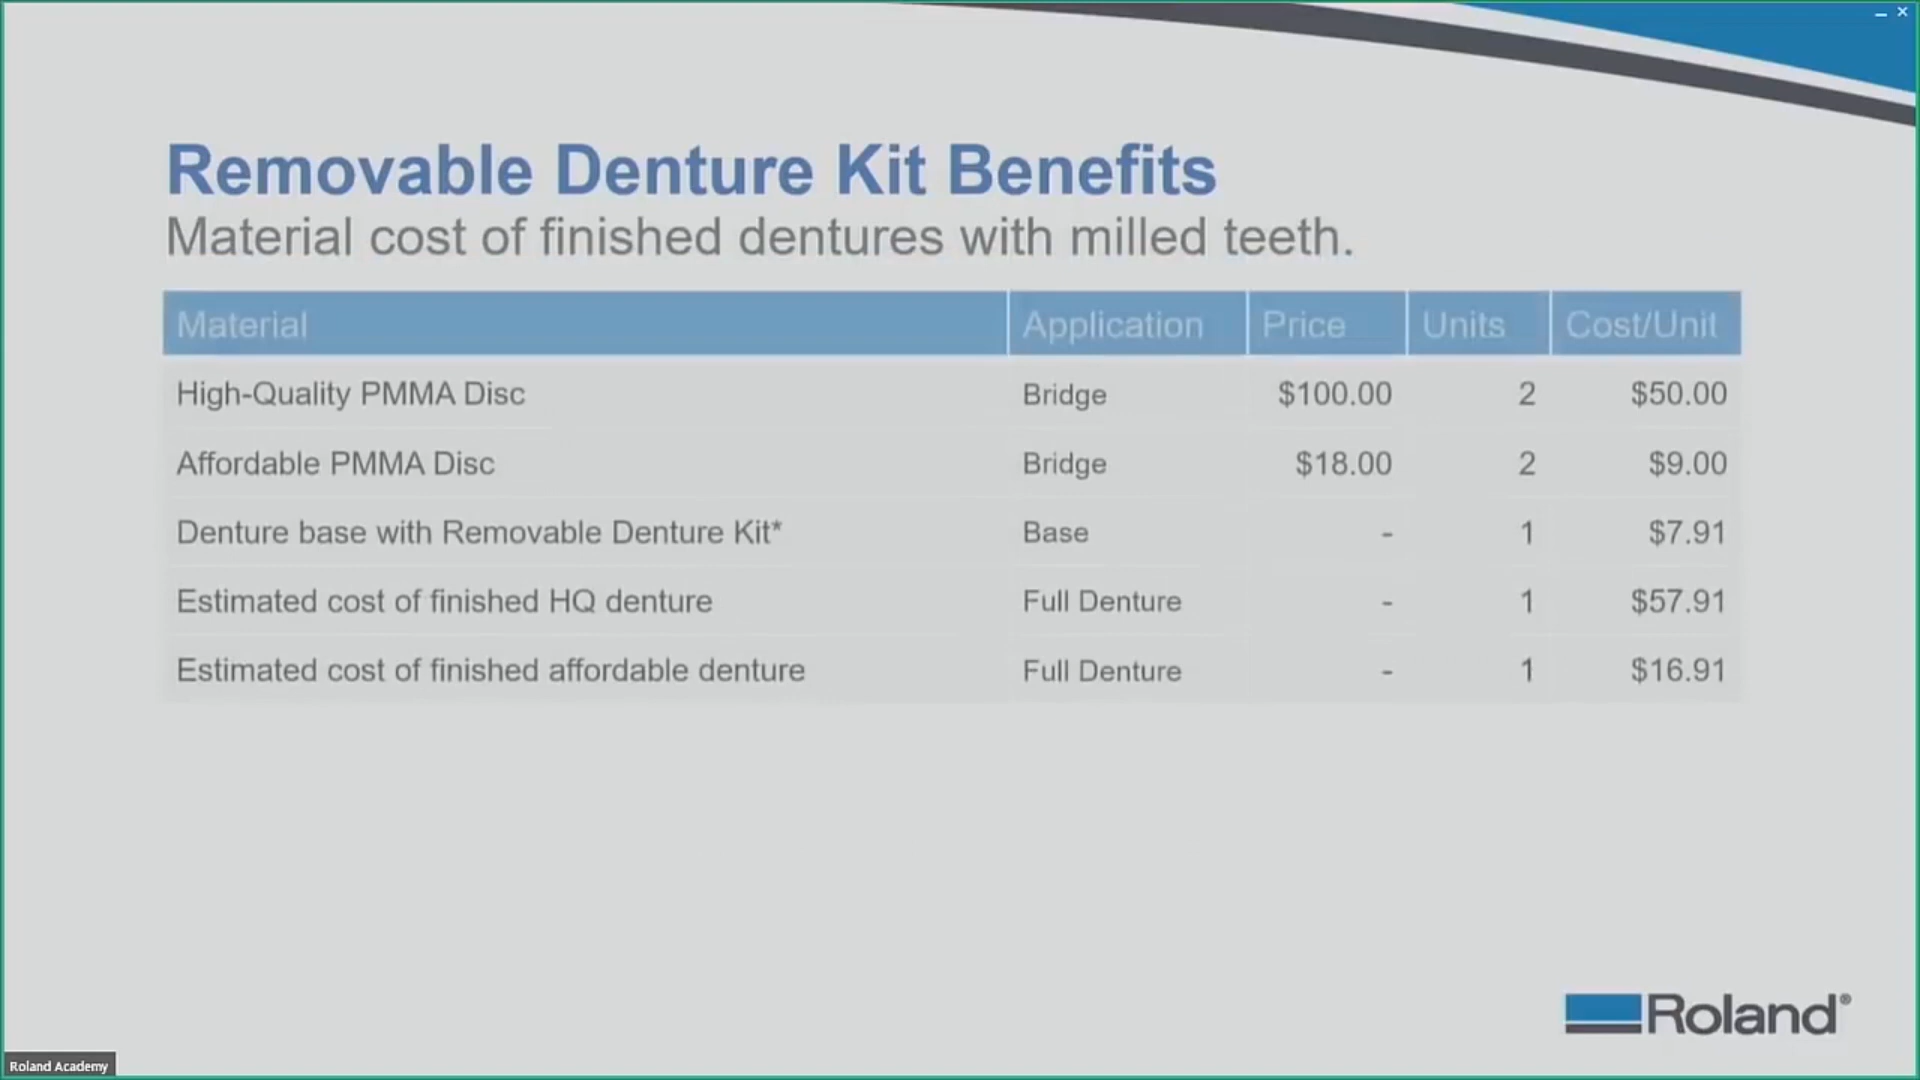 Removable Denture Kit Benefits
Material cost of finished dentures with milled teeth.
Material Application Price Units Cost/Unit
High-Quality PMMA Disc Bridge $100.00 2 $50.00
Affordable PMMA Disc Bridge $18.00 2 $9.00
Denture base with Removable Denture Kit* Base - 1 $7.91
Estimated cost of finished HQ denture Full Denture - 1 $57.91
Estimated cost of finished affordable denture Full Denture - 1 $16.91
Roland®
Roland Academy